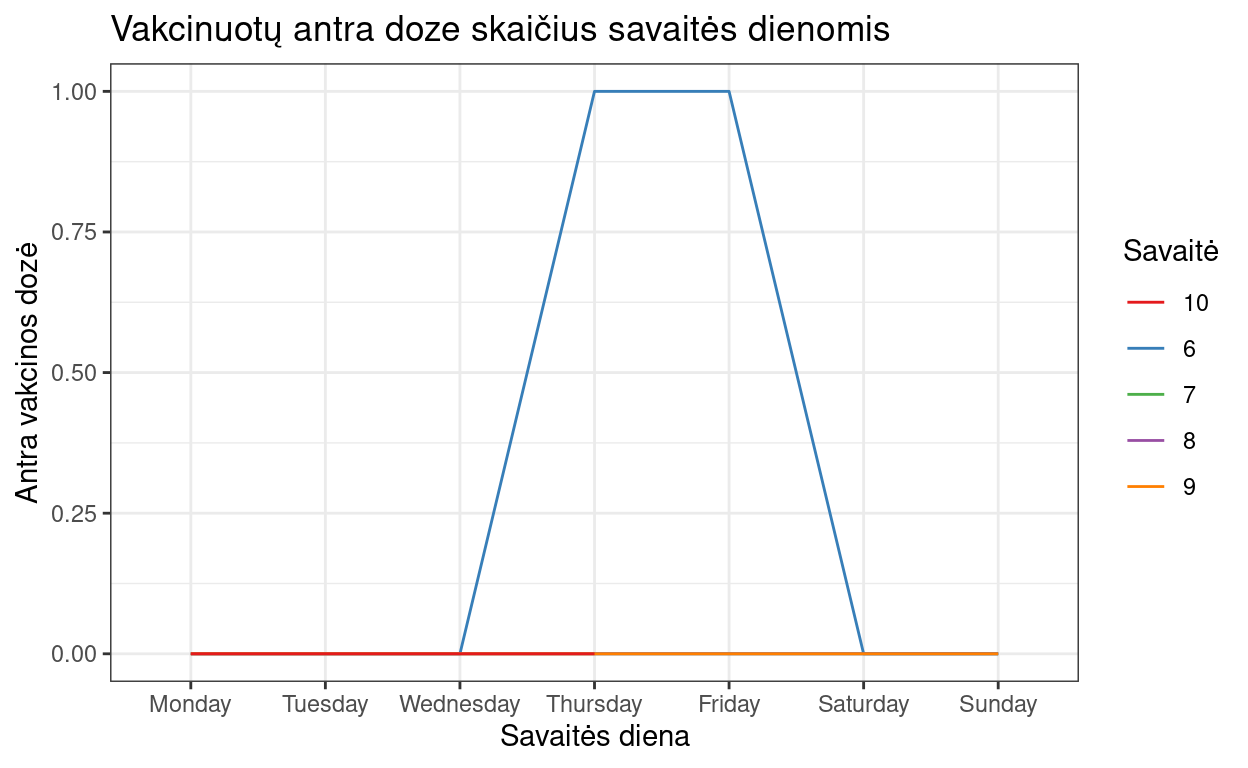 Vakcinuotų antra doze skaičius savaitės dienomis
Antra vakcinos dozė
1.00
0.75
0.50
0.25
0.00
Monday Tuesday Wednesday Thursday Friday Saturday Sunday
Savaitės diena
Savaitė
10
6
7
8
9